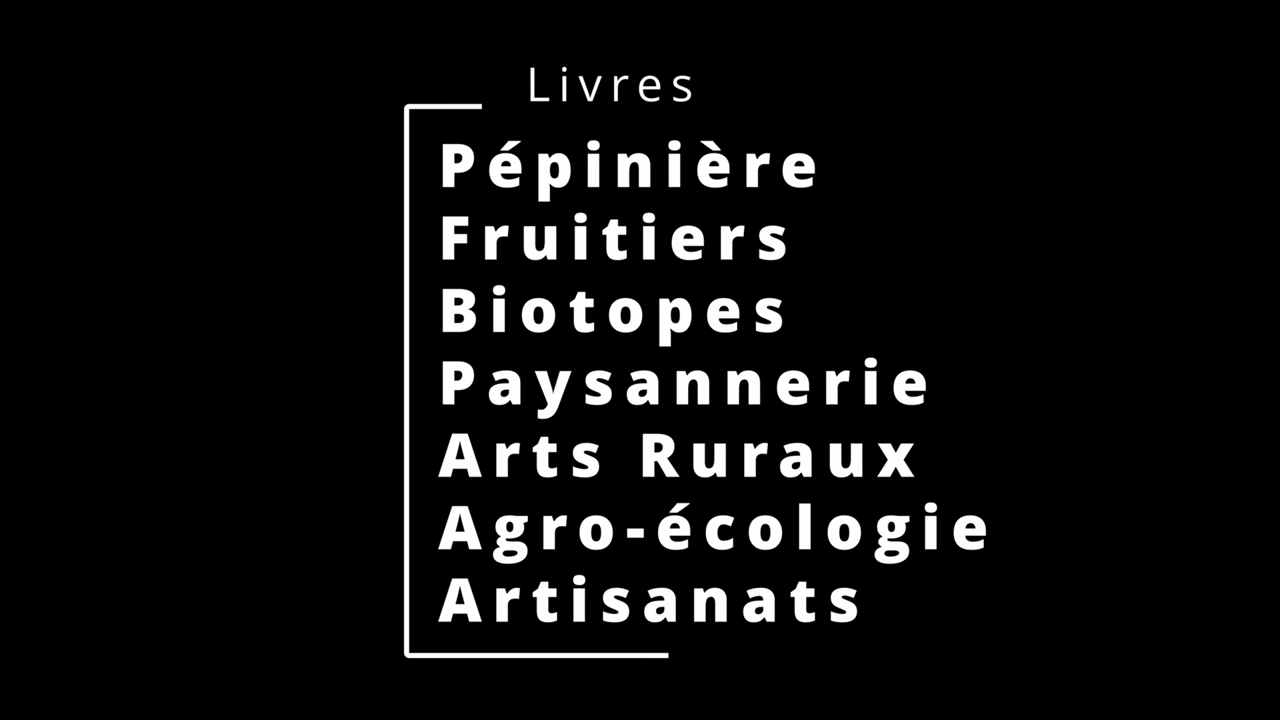 Livres
Pépinière
Fruitiers
Biotopes
Paysannerie
Arts Ruraux
Agro-écologie
Artisanats